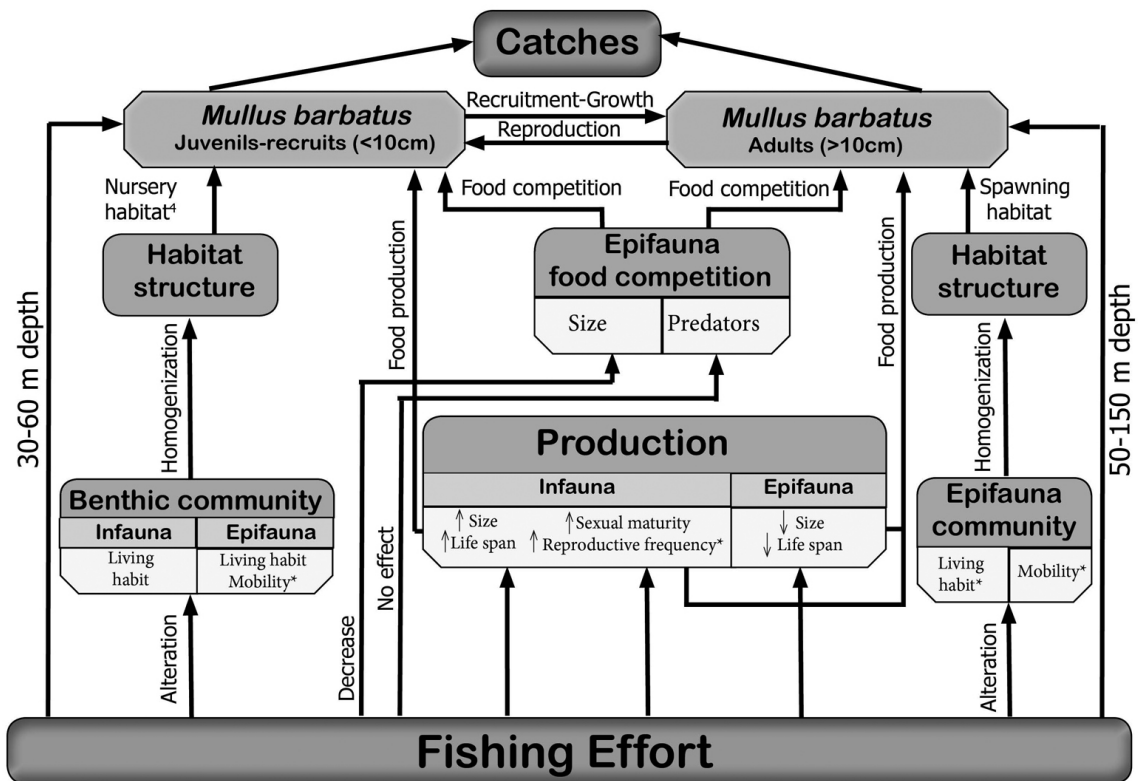 Catches
Mullus barbatus
Juvenils-recruits (<10cm)
Recruitment-Growth
Reproduction
Mullus barbatus
Adults (>10cm)
Nursery
habitat4
Food competition
Food competition
Spawning
habitat
Habitat
structure
Epifauna
food competition
Size
Predators
Habitat
structure
30-60 m depth
Homogenization
Food production
Food production
Homogenization
50-150 m depth
Production
Infauna
Epifauna
↑ Size
↑Life span
↑Sexual maturity
↑ Reproductive frequency*
↓ Size
↓ Life span
Benthic community
Infauna
Epifauna
Living
habit
Living habit
Mobility*
Epifauna
community
Living
habit*
Mobility*
Alteration
Decrease
No effect
Alteration
Fishing Effort